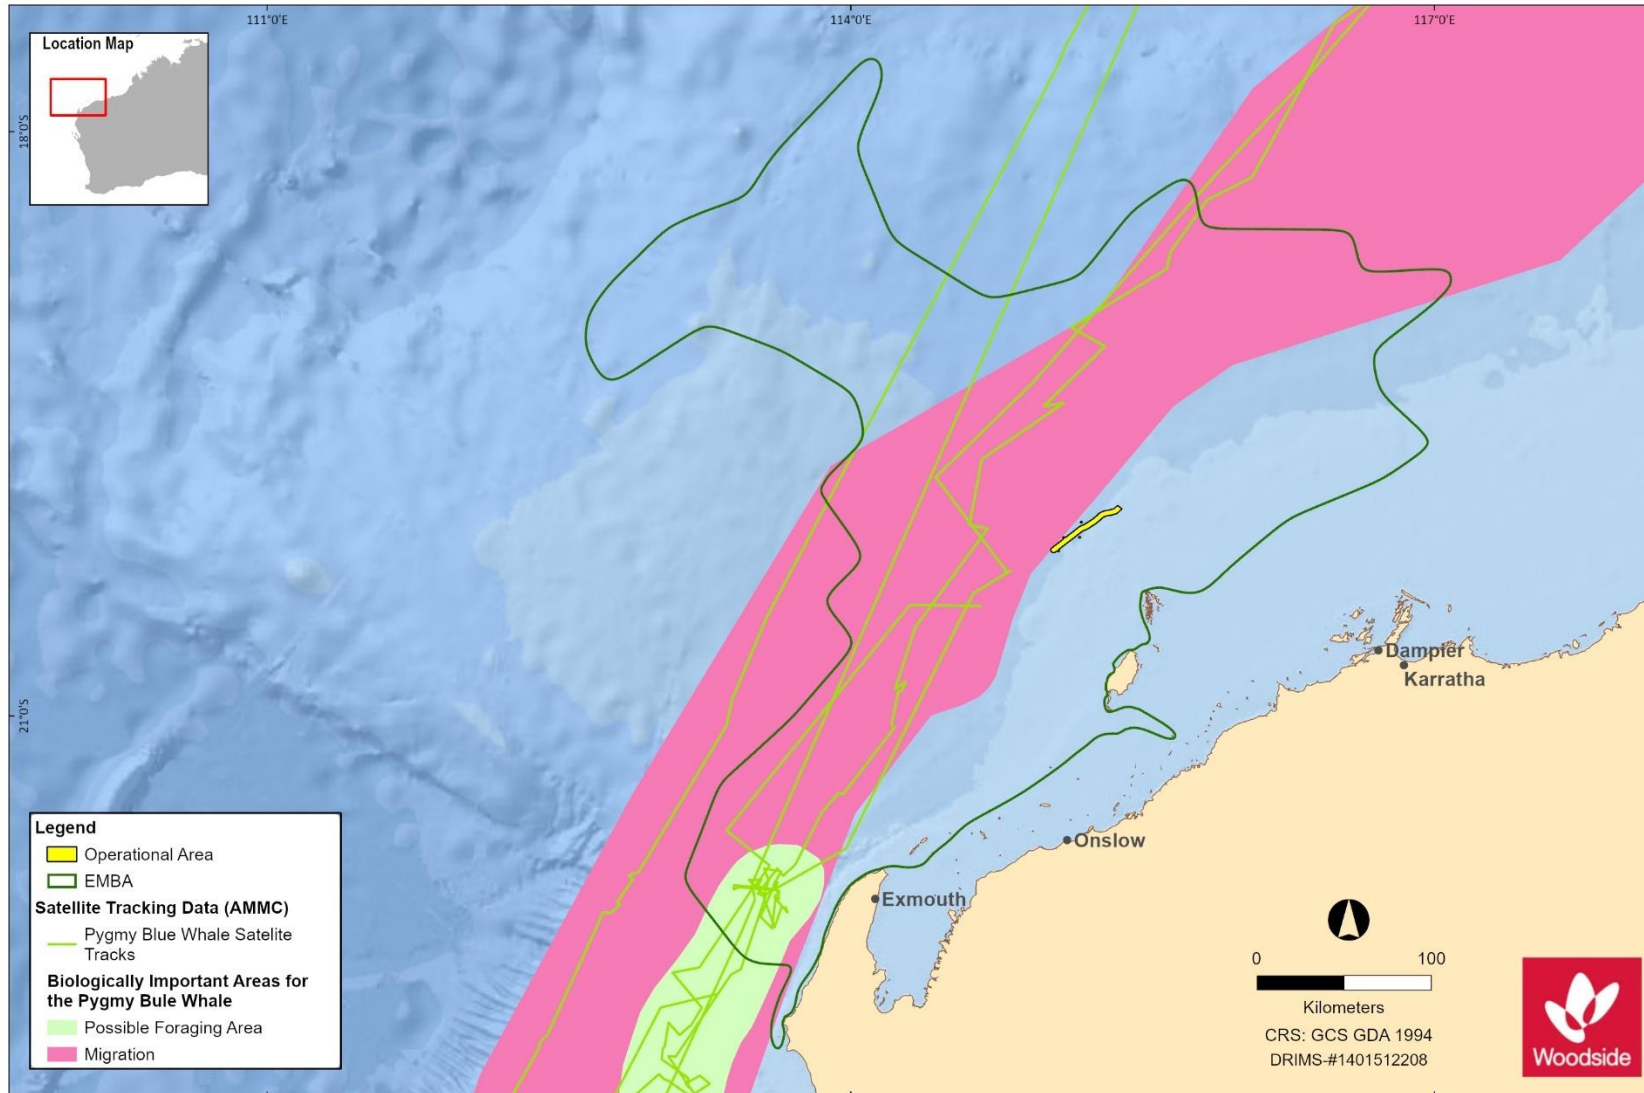 111°0'E
114°0'E
117°0'E
Location Map
18°0'S
21°0'S
Dampier
Karratha
Onslow
Exmouth
Legend
Operational Area
EMBA
Satellite Tracking Data (AMMC)
Pygmy Blue Whale Satelite
Tracks
Biologically Important Areas for
the Pygmy Bule Whale
Possible Foraging Area
Migration
0 100
Kilometers
CRS: GCS GDA 1994
DRIMS-#1401512208
Woodside